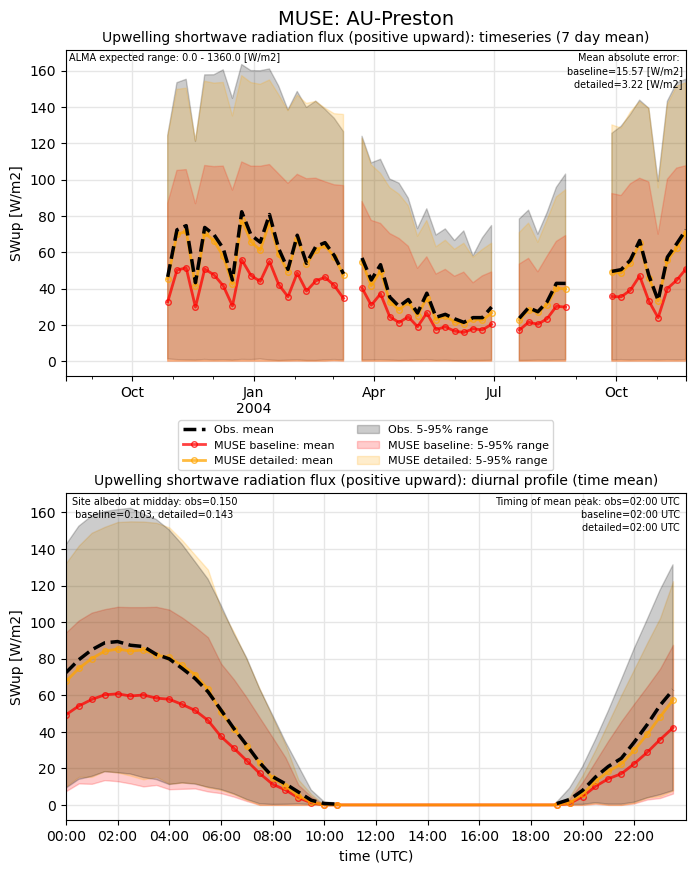 MUSE: AU-Preston
Upwelling shortwave radiation flux (positive upward): timeseries (7 day mean)
ALMA expected range: 0.0 - 1360.0 [W/m2]
Mean absolute error:
baseline=15.57 [W/m2]
detailed=3.22 [W/m2]
SWup [W/m2]
160
140
120
100
80
60
40
20
0
Oct
Jan
2004
Apr
Jul
Oct
Obs. mean
MUSE baseline: mean
MUSE detailed: mean
Obs. 5-95% range
MUSE baseline: 5-95% range
MUSE detailed: 5-95% range
Upwelling shortwave radiation flux (positive upward): diurnal profile (time mean)
Site albedo at midday: obs=0.150
baseline=0.103, detailed=0.143
Timing of mean peak: obs=02:00 UTC
baseline=02:00 UTC
detailed=02:00 UTC
SWup [W/m2]
160
140
120
100
80
60
40
20
0
00:00 02:00 04:00 06:00 08:00 10:00 12:00 14:00 16:00 18:00 20:00 22:00
time (UTC)